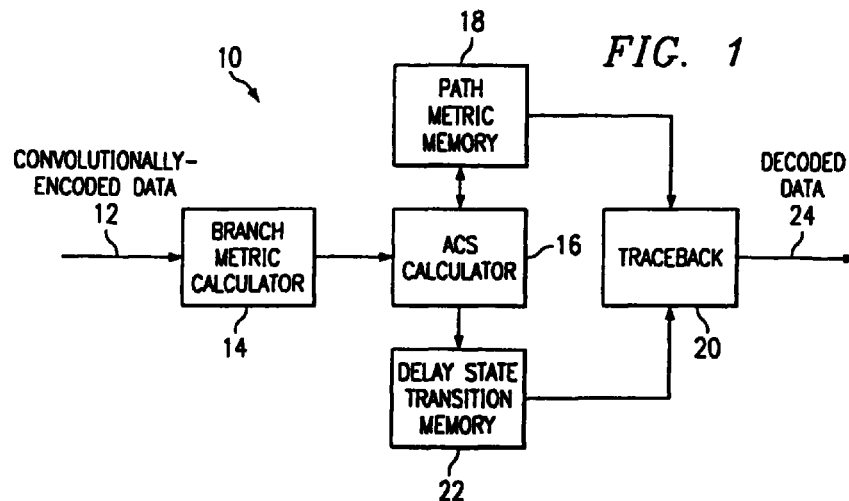 FIG. 1
10
18
PATH
METRIC
MEMORY
CONVOLUTIONALLY-
ENCODED DATA
12
BRANCH
METRIC
CALCULATOR
14
ACS
CALCULATOR
16
TRACEBACK
20
DECODED
DATA
24
DELAY STATE
TRANSITION
MEMORY
22